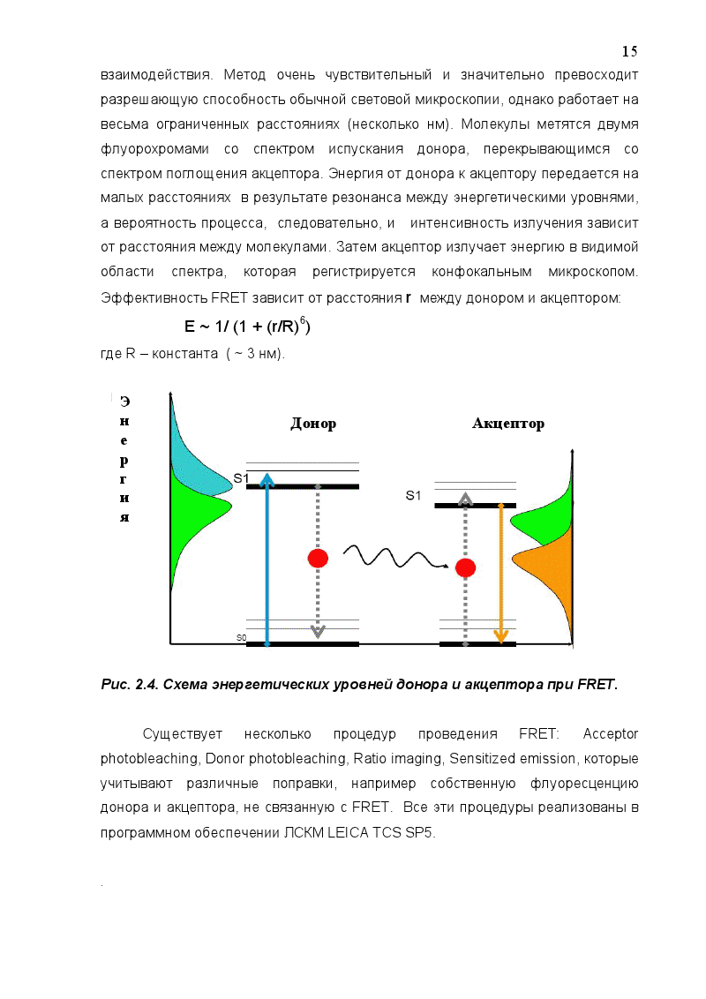 15
взаимодействия. Метод очень чувствительный и значительно превосходит
разрешающую способность обычной световой микроскопии, однако работает на
весьма ограниченных расстояниях (несколько нм). Молекулы метятся двумя
флуорохромами со спектром испускания донора, перекрывающимся со
спектром поглощения акцептора. Энергия от донора к акцептору передается на
малых расстояниях в результате резонанса между энергетическими уровнями,
а вероятность процесса, следовательно, и интенсивность излучения зависит
от расстояния между молекулами. Затем акцептор излучает энергию в видимой
области спектра, которая регистрируется конфокальным микроскопом.
Эффективность FRET зависит от расстояния r между донором и акцептором:
E ~ 1/ (1 + (r/R)⁶)
где R – константа ( ~ 3 нм).
Энергия
Донор
Акцептор
S1
S1
S0
Рис. 2.4. Схема энергетических уровней донора и акцептора при FRET.
Существует несколько процедур проведения FRET: Acceptor
photobleaching, Donor photobleaching, Ratio imaging, Sensitized emission, которые
учитывают различные поправки, например собственную флуоресценцию
донора и акцептора, не связанную с FRET. Все эти процедуры реализованы в
программном обеспечении ЛСКМ LEICA TCS SP5.
.